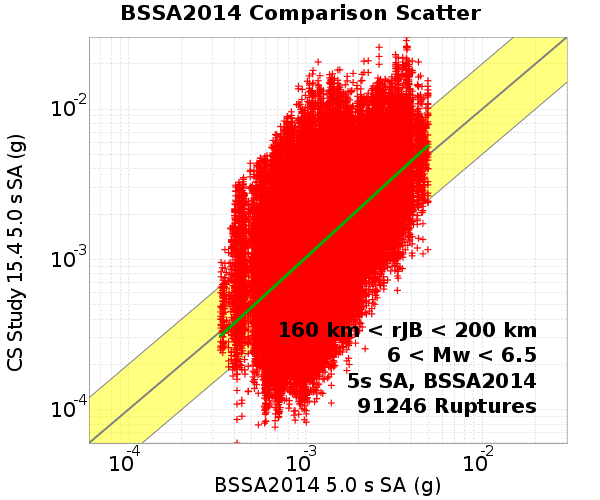 BSSA2014 Comparison Scatter
CS Study 15.4 5.0 s SA (g)
10⁻²
10⁻³
10⁻⁴
160 km < rJB < 200 km
6 < Mw < 6.5
5s SA, BSSA2014
91246 Ruptures
10⁻⁴ 10⁻³ 10⁻²
BSSA2014 5.0 s SA (g)